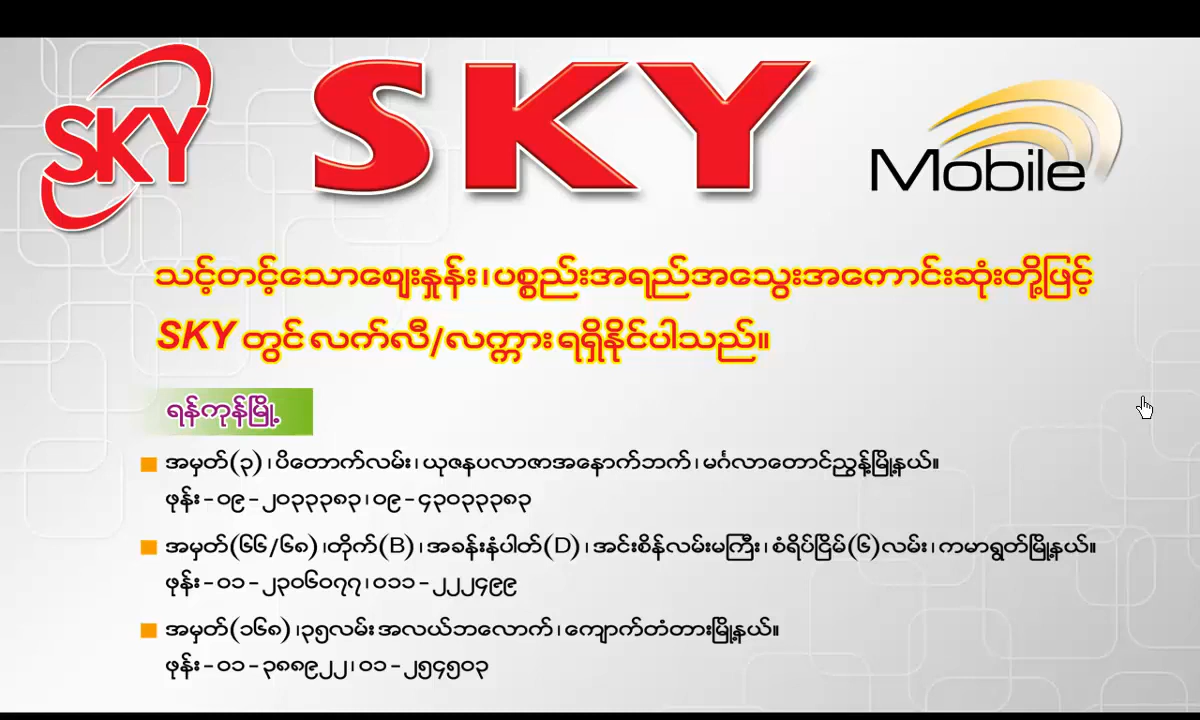 SKY
SKY
Mobile
သင့်တင့်သောဈေးနှုန်း ၊ ပစ္စည်းအရည်အသွေးအကောင်းဆုံးတို့ဖြင့်
SKY တွင် လက်လီ/လက္ကား ရရှိနိုင်ပါသည်။
ရန်ကုန်မြို့
အမှတ်(၃) ၊ ပိတောက်လမ်း ၊ ယုဇနပလာဇာအနောက်ဘက် ၊ မင်္ဂလာတောင်ညွန့်မြို့နယ်။
ဖုန်း - ၀၉ - ၂၀၃၃၃၈၃ ၊ ၀၉ - ၄၃၀၃၃၃၈၃
အမှတ်(၆၆/၆၈) ၊တိုက်(B) ၊ အခန်းနံပါတ်(D) ၊ အင်းစိန်လမ်းမကြီး ၊ စံရိပ်ငြိမ်(၆)လမ်း ၊ ကမာရွတ်မြို့နယ်။
ဖုန်း - ၀၁ - ၂၃၀၆၀၇၇ ၊ ၀၁၁ - ၂၂၂၄၉၉
အမှတ်(၁၆၈) ၊၃၅လမ်း အလယ်ဘလောက် ၊ ကျောက်တံတားမြို့နယ်။
ဖုန်း - ၀၁ - ၃၈၈၉၂၂ ၊ ၀၁ - ၂၅၄၅၀၃